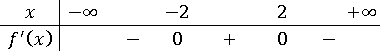 x −∞ −2 2 +∞
f′(x) − 0 + 0 −